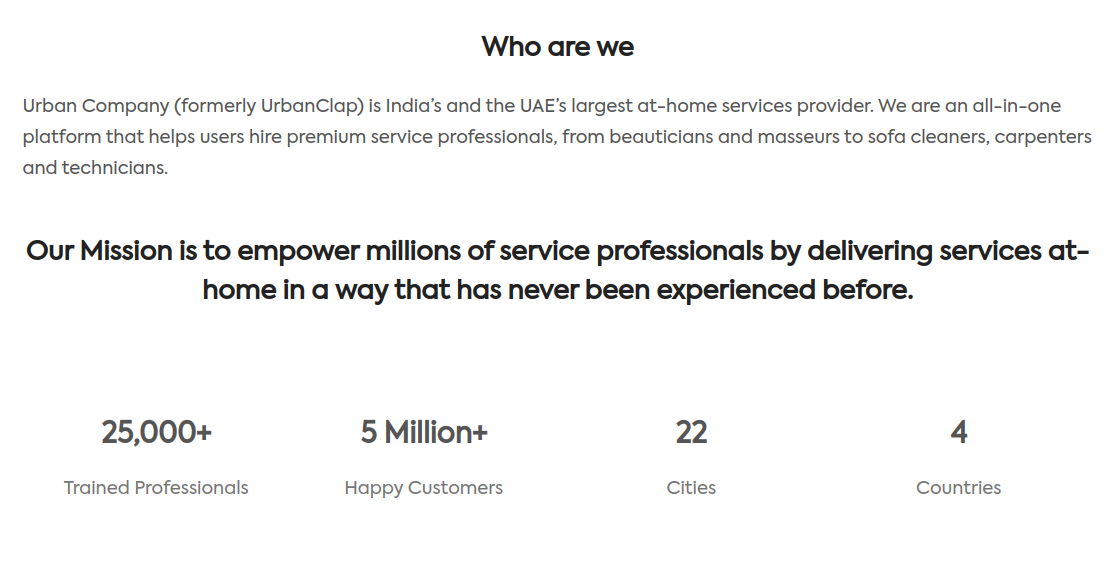 Who are we
Urban Company (formerly UrbanClap) is India’s and the UAE’s largest at-home services provider. We are an all-in-one
platform that helps users hire premium service professionals, from beauticians and masseurs to sofa cleaners, carpenters
and technicians.
Our Mission is to empower millions of service professionals by delivering services at-
home in a way that has never been experienced before.
25,000+ 5 Million+ 22 4
Trained Professionals Happy Customers Cities Countries